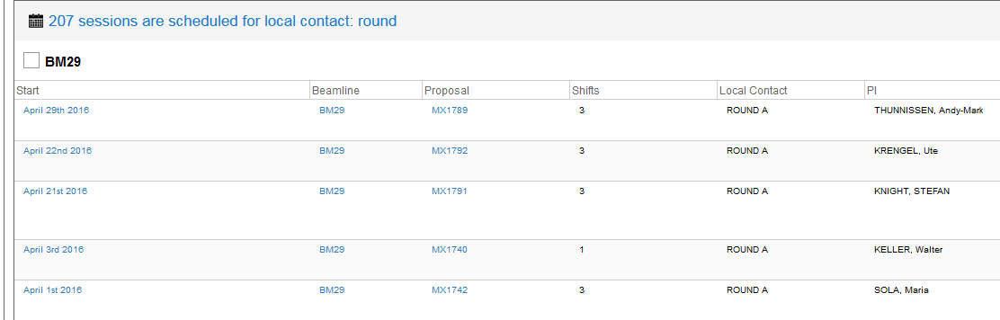 207 sessions are scheduled for local contact: round
BM29
Start Beamline Proposal Shifts Local Contact PI
April 29th 2016 BM29 MX1789 3 ROUND A THUNNISSEN, Andy-Mark
April 22nd 2016 BM29 MX1792 3 ROUND A KRENGEL, Ute
April 21st 2016 BM29 MX1791 3 ROUND A KNIGHT, STEFAN
April 3rd 2016 BM29 MX1740 1 ROUND A KELLER, Walter
April 1st 2016 BM29 MX1742 3 ROUND A SOLA, Maria